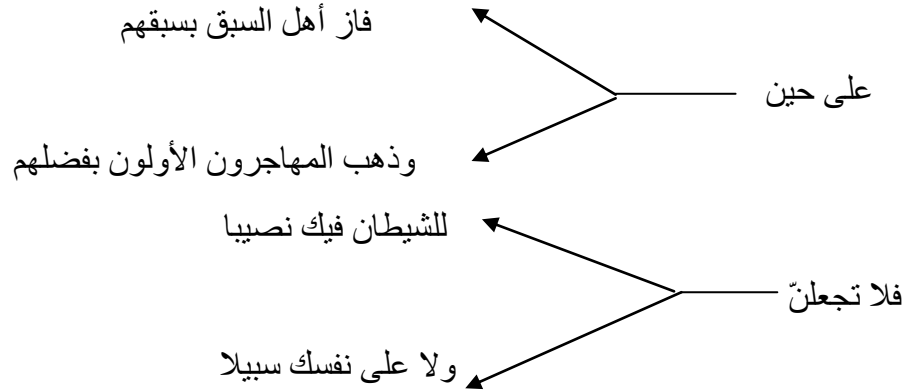 فاز أهل السبق بسبقهم
على حين
وذهب المهاجرون الأولون بفضلهم
للشيطان فيك نصيبا
فلا تجعلنّ
ولا على نفسك سبيلا